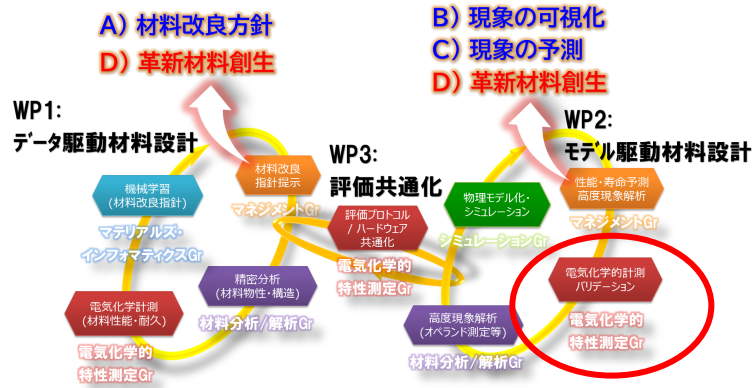 A) 材料改良方針
D) 革新材料創生
B) 現象の可視化
C) 現象の予測
D) 革新材料創生
WP1:
データ駆動材料設計
材料改良
指針提示
マネジメントGr
機械学習
(材料改良指針)
マテリアルズ・
インフォマティクスGr
精密分析
(材料物性・構造)
材料分析/解析Gr
電気化学計測
(材料性能・耐久)
電気化学的
特性測定Gr
WP3:
評価共通化
評価プロトコル
/ ハードウェア
共通化
電気化学的
特性測定Gr
WP2:
モデル駆動材料設計
物理モデル化・
シミュレーション
シミュレーションGr
性能・寿命予測
高度現象解析
マネジメントGr
電気化学的計測
バリデーション
電気化学的
特性測定Gr
高度現象解析
(オペランド測定等)
材料分析/解析Gr